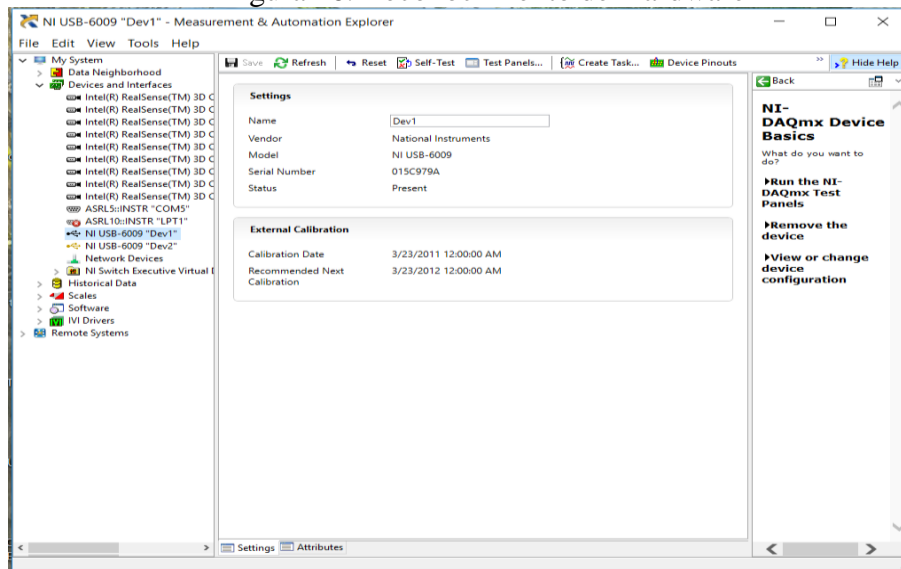 NI USB-6009 "Dev1" - Measurement & Automation Explorer
File Edit View Tools Help
My System
Data Neighborhood
Devices and Interfaces
Intel(R) RealSense(TM) 3D C
Intel(R) RealSense(TM) 3D C
Intel(R) RealSense(TM) 3D C
Intel(R) RealSense(TM) 3D C
Intel(R) RealSense(TM) 3D C
Intel(R) RealSense(TM) 3D C
Intel(R) RealSense(TM) 3D C
Intel(R) RealSense(TM) 3D C
Intel(R) RealSense(TM) 3D C
ASRL5::INSTR "COM5"
ASRL10::INSTR "LPT1"
NI USB-6009 "Dev1"
NI USB-6009 "Dev2"
Network Devices
NI Switch Executive Virtual
Historical Data
Scales
Software
IVI Drivers
Remote Systems
Save Refresh Reset Self-Test Test Panels... Create Task... Device Pinouts
Settings
Name Dev1
Vendor National Instruments
Model NI USB-6009
Serial Number 015C979A
Status Present
External Calibration
Calibration Date 3/23/2011 12:00:00 AM
Recommended Next 3/23/2012 12:00:00 AM
Calibration
Settings Attributes
Hide Help
Back
NI-
DAQmx Device
Basics
What do you want to
do?
Run the NI-
DAQmx Test
Panels
Remove the
device
View or change
device
configuration